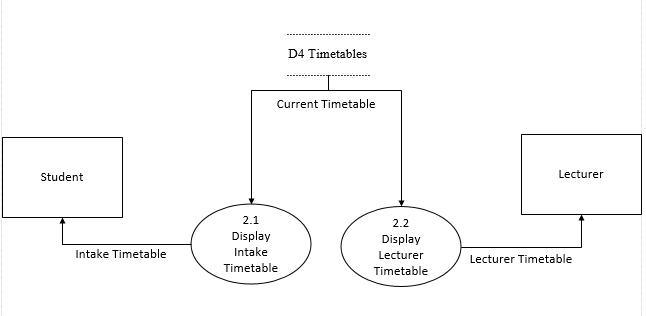 D4 Timetables
Current Timetable
Student
Lecturer
2.1
Display
Intake
Timetable
2.2
Display
Lecturer
Timetable
Intake Timetable
Lecturer Timetable